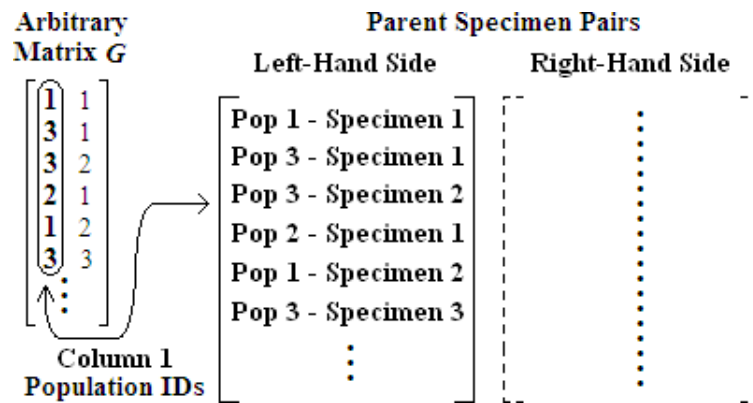 Arbitrary
Matrix G
Parent Specimen Pairs
Left-Hand Side
Right-Hand Side
1 1
3 1
3 2
2 1
1 2
3 3
⋮
Pop 1 - Specimen 1
Pop 3 - Specimen 1
Pop 3 - Specimen 2
Pop 2 - Specimen 1
Pop 1 - Specimen 2
Pop 3 - Specimen 3
⋮
Column 1
Population IDs